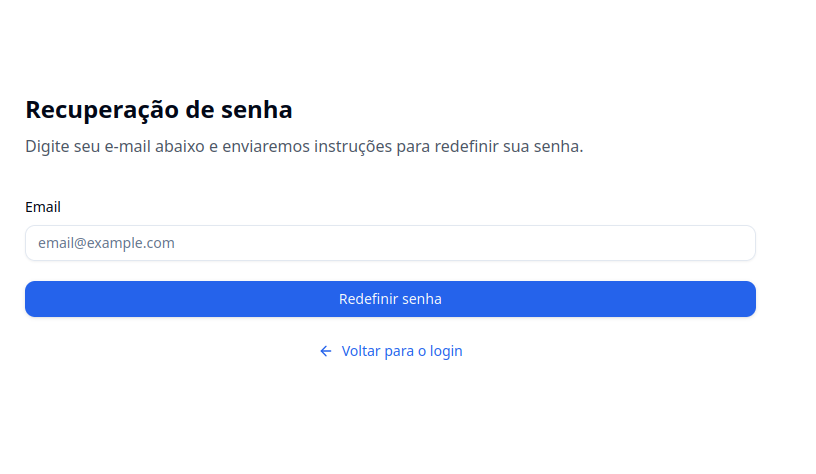 Recuperação de senha
Digite seu e-mail abaixo e enviaremos instruções para redefinir sua senha.
Email
email@example.com
Redefinir senha
Voltar para o login